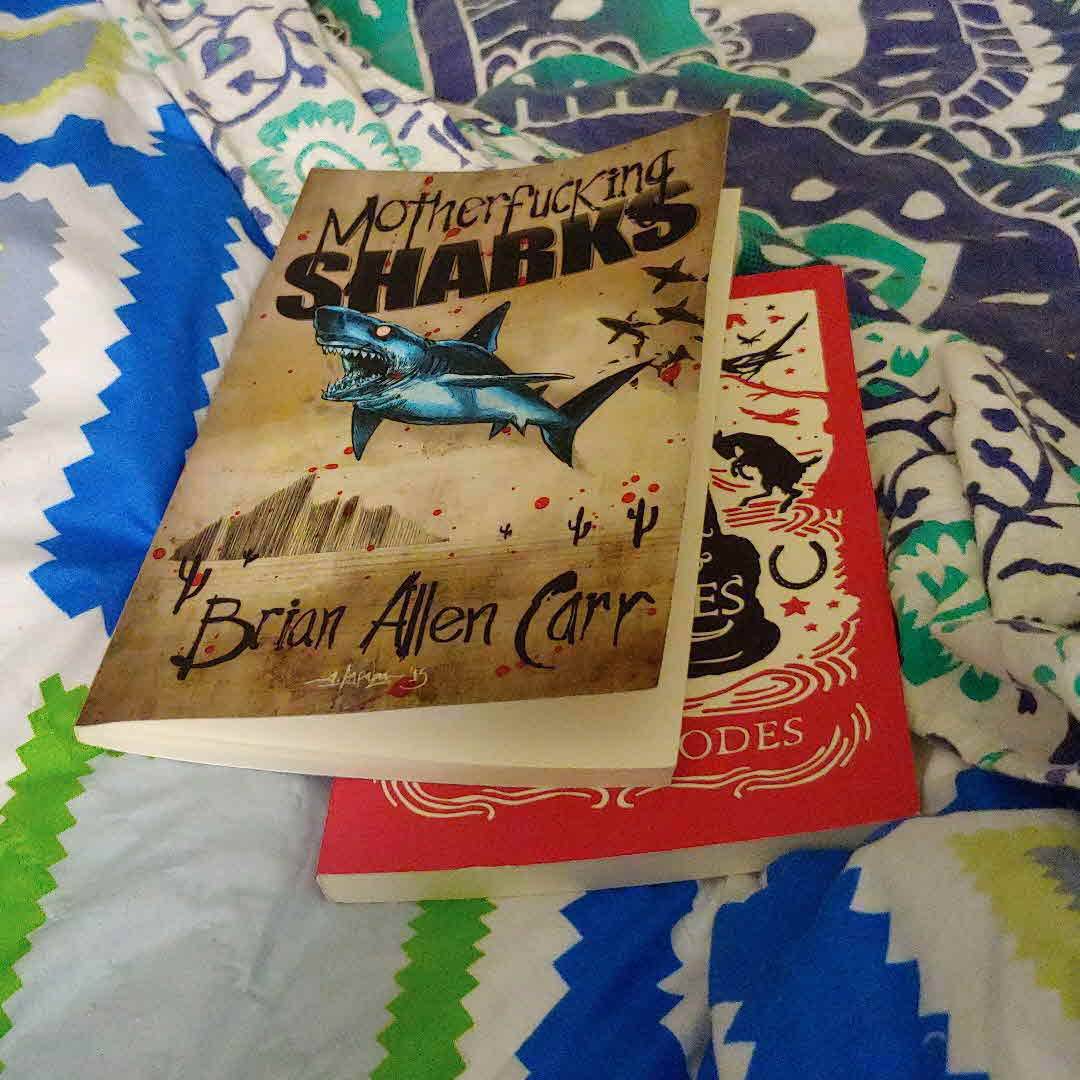 Motherfucking
SHARKS
Brian Allen Carr
ES
ODES